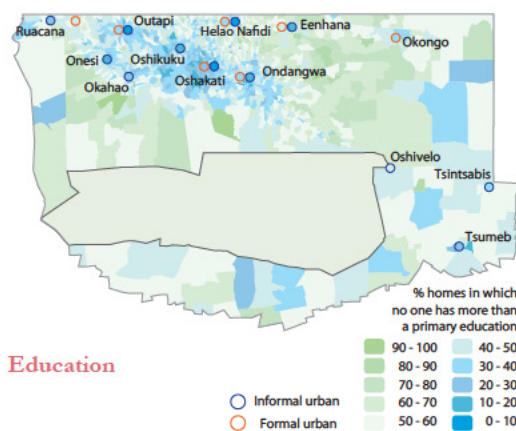 Ruacana
Outapi
Helao Nafidi
Eenhana
Onesi
Oshikuku
Okongo
Okahao
Oshakati
Ondangwa
Oshivelo
Tsintsabis
Tsumeb
% homes in which
no one has more than
a primary education
Education
90 - 100
40 - 50
80 - 90
30 - 40
70 - 80
20 - 30
60 - 70
10 - 20
50 - 60
0 - 10
Informal urban
Formal urban